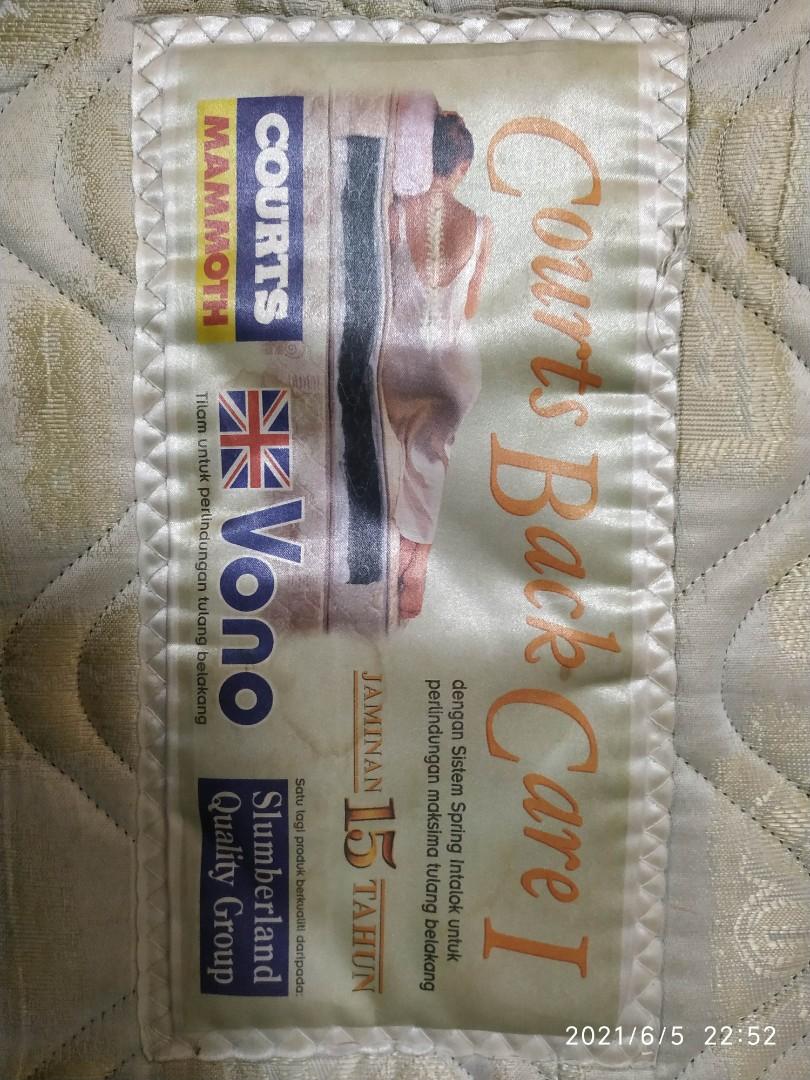 Courts Back Care I
dengan Sistem Spring Intalok untuk
perlindungan maksima tulang belakang
JAMINAN 15 TAHUN
COURTS
MAMMOTH
Vono
Tilam untuk perlindungan tulang belakang
Satu lagi produk berkualiti daripada:
Slumberland
Quality Group
2021/6/5 22:52